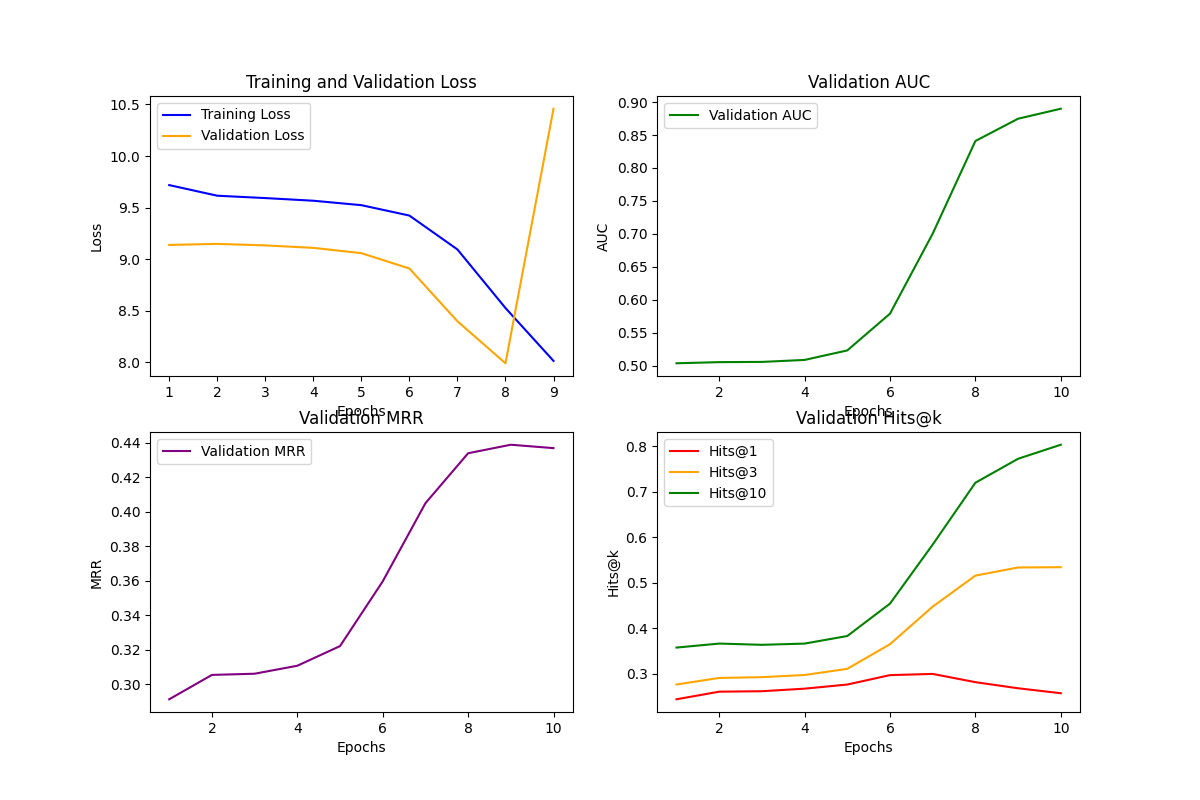 Training and Validation Loss
Training Loss
Validation Loss
10.5
10.0
9.5
9.0
8.5
8.0
Loss
1 2 3 4 5 6 7 8 9
Epochs
Validation AUC
Validation AUC
0.90
0.85
0.80
0.75
0.70
0.65
0.60
0.55
0.50
AUC
2 4 6 8 10
Epochs
Validation MRR
Validation MRR
0.44
0.42
0.40
0.38
0.36
0.34
0.32
0.30
MRR
2 4 6 8 10
Epochs
Validation Hits@k
Hits@1
Hits@3
Hits@10
0.8
0.7
0.6
0.5
0.4
0.3
Hits@k
2 4 6 8 10
Epochs